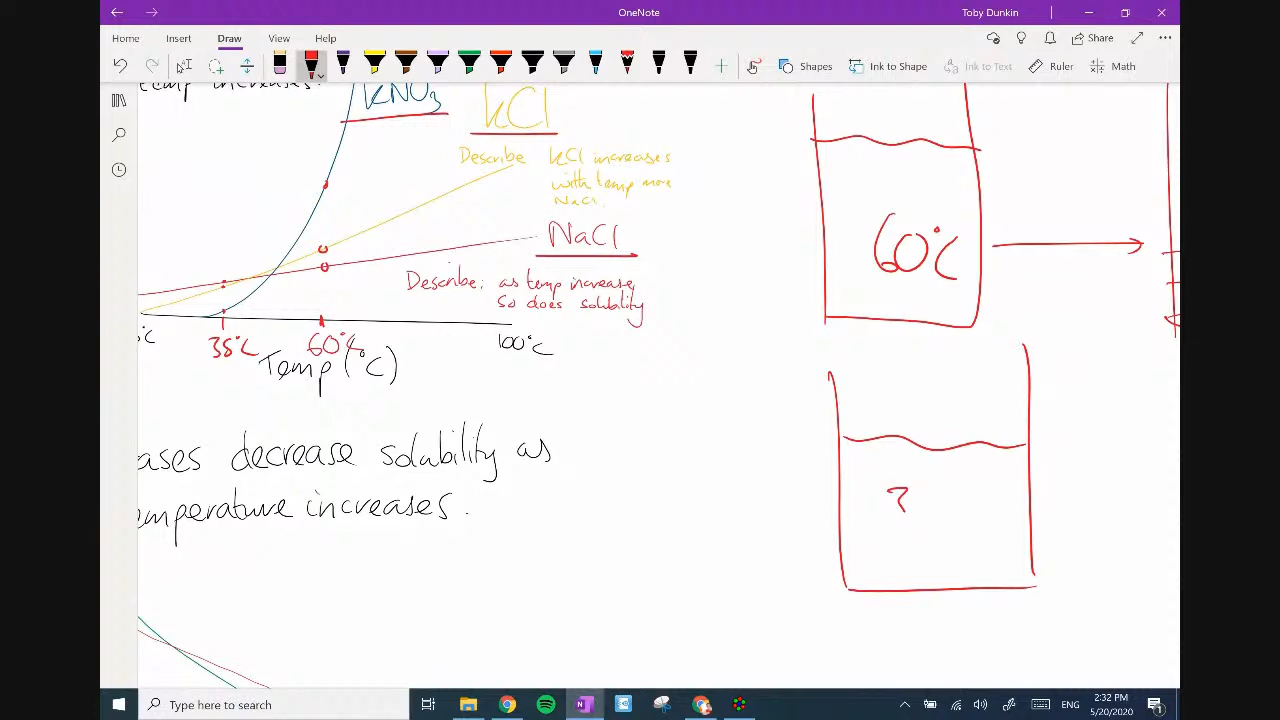 OneNote
Toby Dunkin
Home Insert Draw View Help
Share
Shapes Ink to Shape Ink to Text Ruler Math
temp increases.
KNO3
KCl
Describe KCl increases
with temp more
NaCl.
NaCl
Describe: as temp increase,
So does solubility
°C
35°C 60°C 100°C
Temp (°C)
ases decrease solubility as
emperature increases.
60°C
?
Type here to search
ENG
2:32 PM
5/20/2020
1